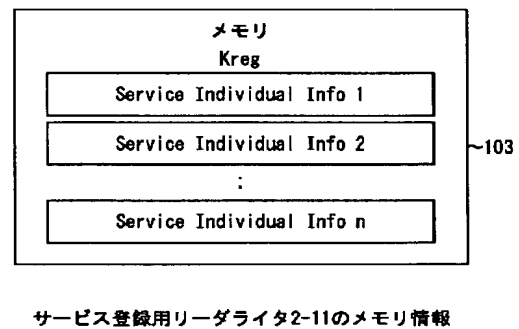 メモリ
Kreg
Service Individual Info 1
Service Individual Info 2
:
Service Individual Info n
~103
サービス登録用リーダライタ2-11のメモリ情報